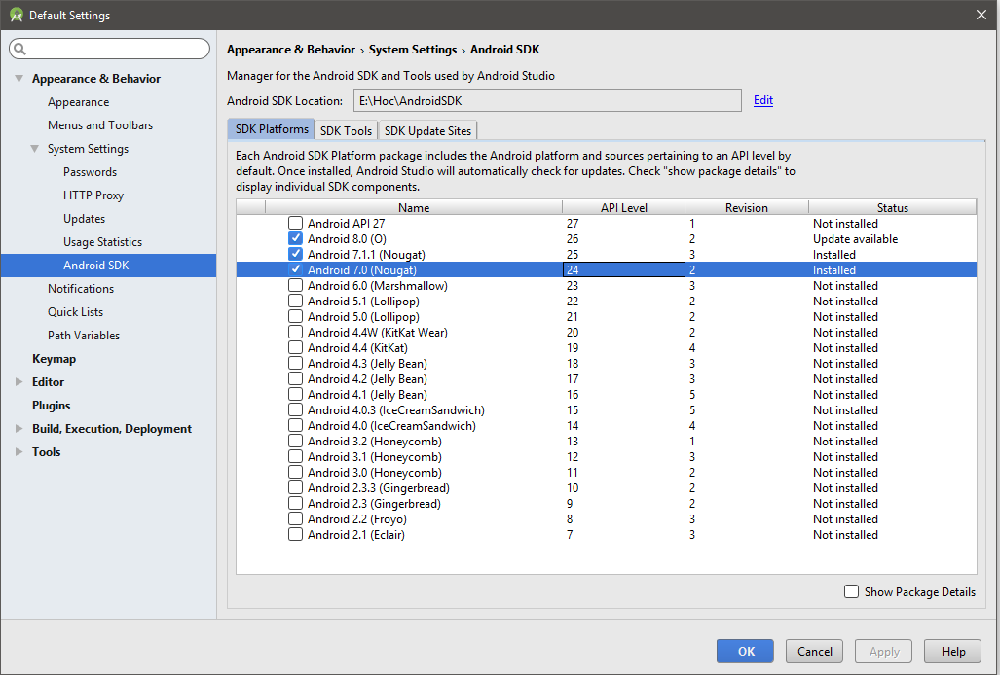 Default Settings
Appearance & Behavior
Appearance
Menus and Toolbars
System Settings
Passwords
HTTP Proxy
Updates
Usage Statistics
Android SDK
Notifications
Quick Lists
Path Variables
Keymap
Editor
Plugins
Build, Execution, Deployment
Tools
Appearance & Behavior › System Settings › Android SDK
Manager for the Android SDK and Tools used by Android Studio
Android SDK Location: E:\Hoc\AndroidSDK Edit
SDK Platforms SDK Tools SDK Update Sites
Each Android SDK Platform package includes the Android platform and sources pertaining to an API level by
default. Once installed, Android Studio will automatically check for updates. Check "show package details" to
display individual SDK components.
Name API Level Revision Status
Android API 27 27 1 Not installed
Android 8.0 (O) 26 2 Update available
Android 7.1.1 (Nougat) 25 3 Installed
Android 7.0 (Nougat) 24 2 Installed
Android 6.0 (Marshmallow) 23 3 Not installed
Android 5.1 (Lollipop) 22 2 Not installed
Android 5.0 (Lollipop) 21 2 Not installed
Android 4.4W (KitKat Wear) 20 2 Not installed
Android 4.4 (KitKat) 19 4 Not installed
Android 4.3 (Jelly Bean) 18 3 Not installed
Android 4.2 (Jelly Bean) 17 3 Not installed
Android 4.1 (Jelly Bean) 16 5 Not installed
Android 4.0.3 (IceCreamSandwich) 15 5 Not installed
Android 4.0 (IceCreamSandwich) 14 4 Not installed
Android 3.2 (Honeycomb) 13 1 Not installed
Android 3.1 (Honeycomb) 12 3 Not installed
Android 3.0 (Honeycomb) 11 2 Not installed
Android 2.3.3 (Gingerbread) 10 2 Not installed
Android 2.3 (Gingerbread) 9 2 Not installed
Android 2.2 (Froyo) 8 3 Not installed
Android 2.1 (Eclair) 7 3 Not installed
Show Package Details
OK Cancel Apply Help